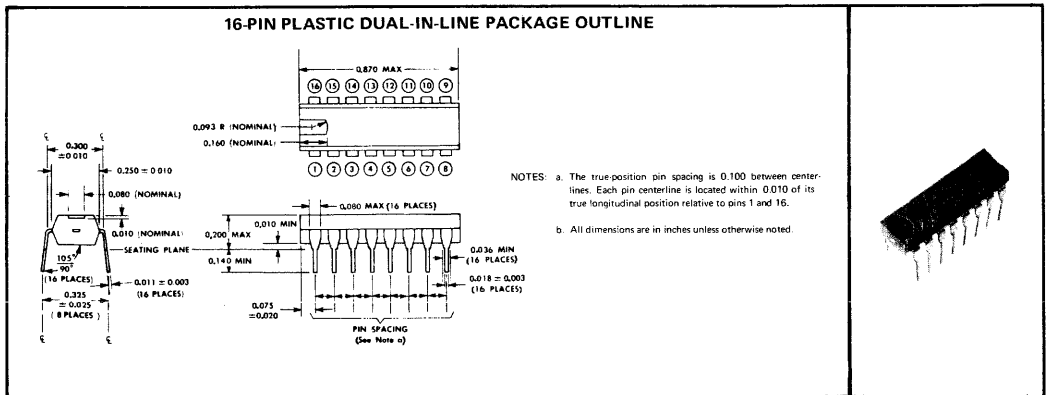 16-PIN PLASTIC DUAL-IN-LINE PACKAGE OUTLINE
0.870 MAX
16 15 14 13 12 11 10 9
0.093 R (NOMINAL)
0.160 (NOMINAL)
1 2 3 4 5 6 7 8
℄ ℄
0.300
±0.010
0.250 ± 0.010
0.080 (NOMINAL)
0.010 (NOMINAL)
SEATING PLANE
105°
90°
(16 PLACES)
0.011 ± 0.003
(16 PLACES)
0.325
± 0.025
( 8 PLACES )
℄ ℄
0.080 MAX (16 PLACES)
0.010 MIN
0.200 MAX
0.140 MIN
0.036 MIN
(16 PLACES)
0.018 ± 0.003
(16 PLACES)
0.075
±0.020
PIN SPACING
(See Note a)
NOTES: a. The true-position pin spacing is 0.100 between center-
lines. Each pin centerline is located within 0.010 of its
true longitudinal position relative to pins 1 and 16.
b. All dimensions are in inches unless otherwise noted.